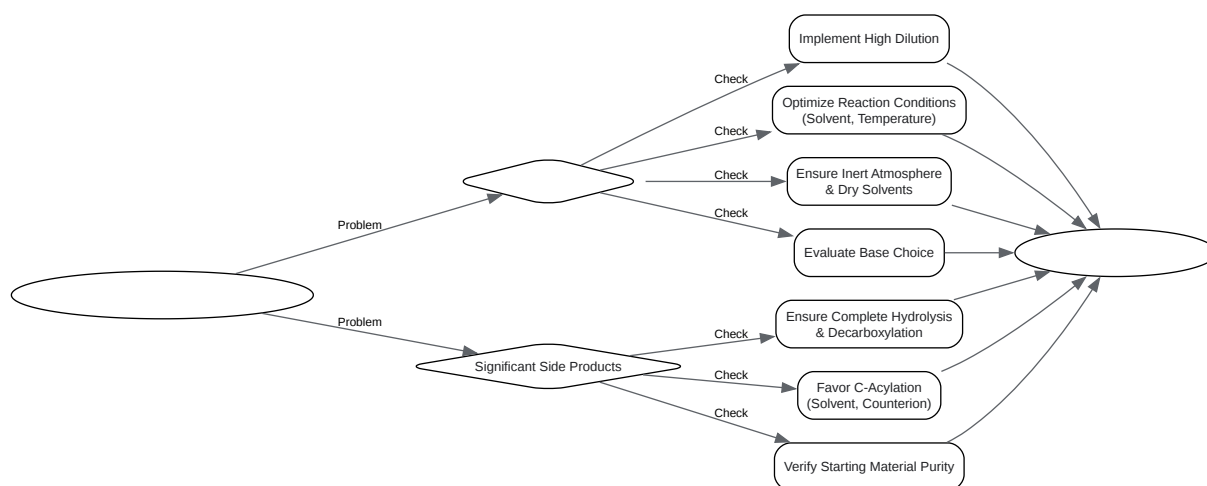 Implement High Dilution
Check
Optimize Reaction Conditions
(Solvent, Temperature)
Check
Ensure Inert Atmosphere
& Dry Solvents
Check
Check
Evaluate Base Choice
Problem
Problem
Significant Side Products
Check
Ensure Complete Hydrolysis
& Decarboxylation
Check
Favor C-Acylation
(Solvent, Counterion)
Check
Verify Starting Material Purity